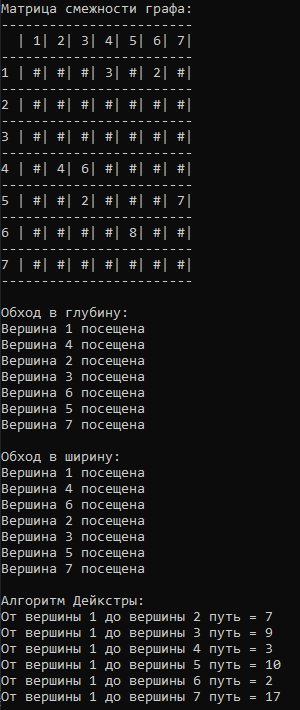 Матрица смежности графа:
------------------------
  | 1| 2| 3| 4| 5| 6| 7|
------------------------
1 | #| #| #| 3| #| 2| #|
------------------------
2 | #| #| #| #| #| #| #|
------------------------
3 | #| #| #| #| #| #| #|
------------------------
4 | #| 4| 6| #| #| #| #|
------------------------
5 | #| #| 2| #| #| #| 7|
------------------------
6 | #| #| #| #| 8| #| #|
------------------------
7 | #| #| #| #| #| #| #|
------------------------
Обход в глубину:
Вершина 1 посещена
Вершина 4 посещена
Вершина 2 посещена
Вершина 3 посещена
Вершина 6 посещена
Вершина 5 посещена
Вершина 7 посещена
Обход в ширину:
Вершина 1 посещена
Вершина 4 посещена
Вершина 6 посещена
Вершина 2 посещена
Вершина 3 посещена
Вершина 5 посещена
Вершина 7 посещена
Алгоритм Дейкстры:
От вершины 1 до вершины 2 путь = 7
От вершины 1 до вершины 3 путь = 9
От вершины 1 до вершины 4 путь = 3
От вершины 1 до вершины 5 путь = 10
От вершины 1 до вершины 6 путь = 2
От вершины 1 до вершины 7 путь = 17